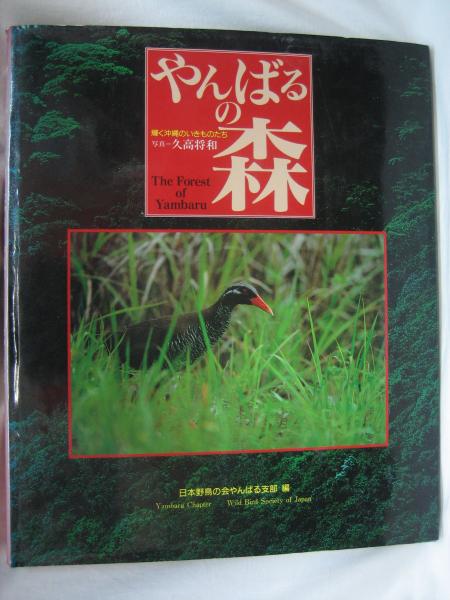 やんばる
の
森
輝く沖縄のいきものたち
写真＝久高将和
The Forest
of
Yambaru
日本野鳥の会やんばる支部 編
Yambaru Chapter Wild Bird Society of Japan